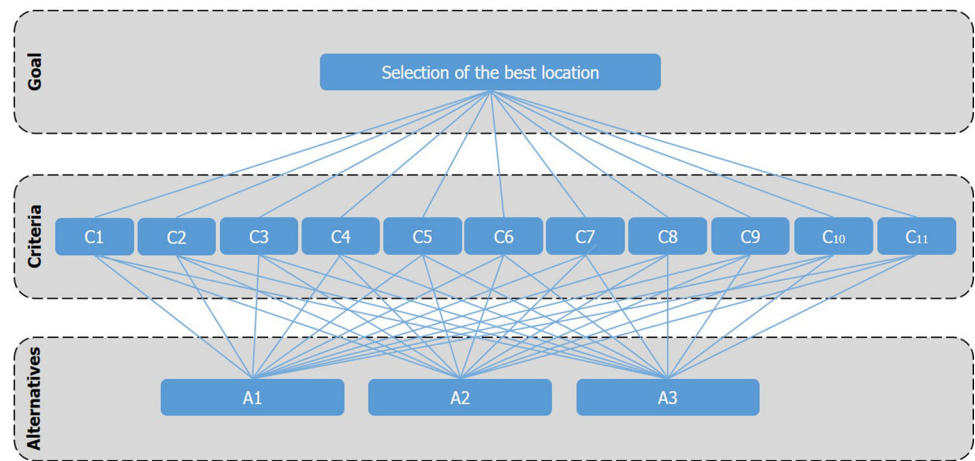 Goal
Selection of the best location
Criteria
C1 C2 C3 C4 C5 C6 C7 C8 C9 C10 C11
Alternatives
A1 A2 A3